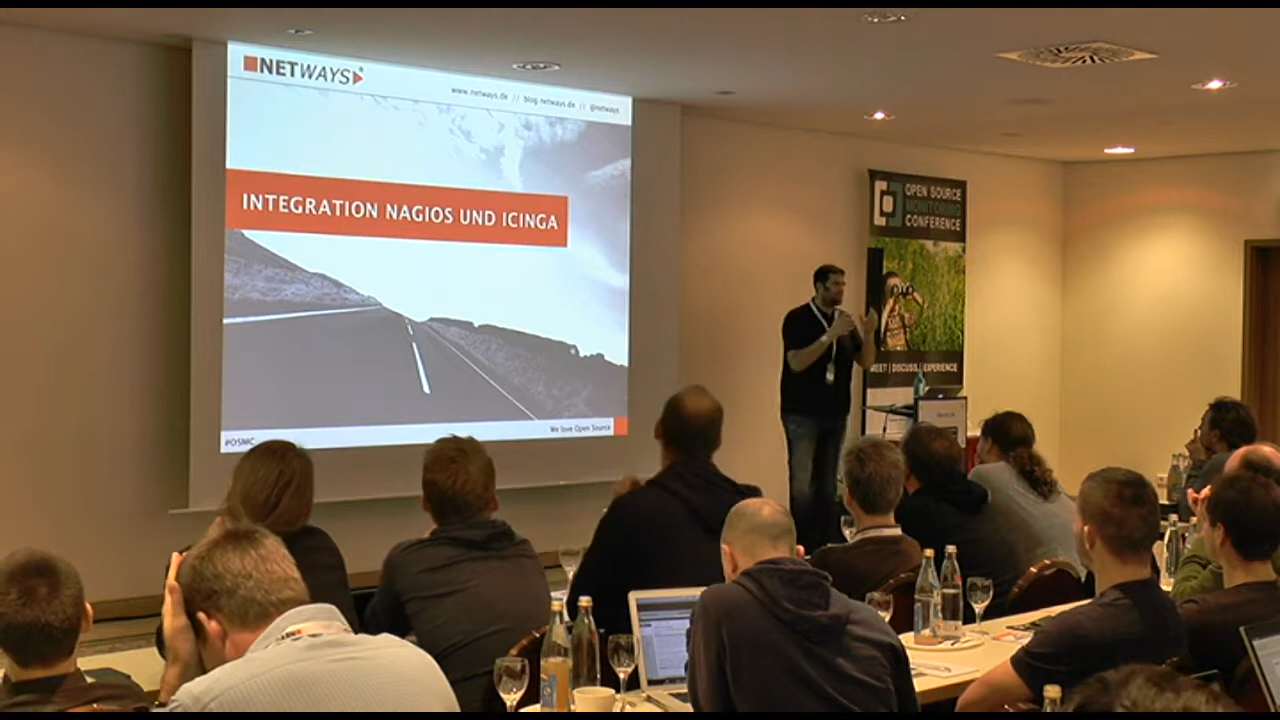 NETWAYS
www.netways.de // blog.netways.de // @netways
INTEGRATION NAGIOS UND ICINGA
#OSMC
We love Open Source
OPEN SOURCE
MONITORING
CONFERENCE
MEET | DISCUSS | EXPERIENCE